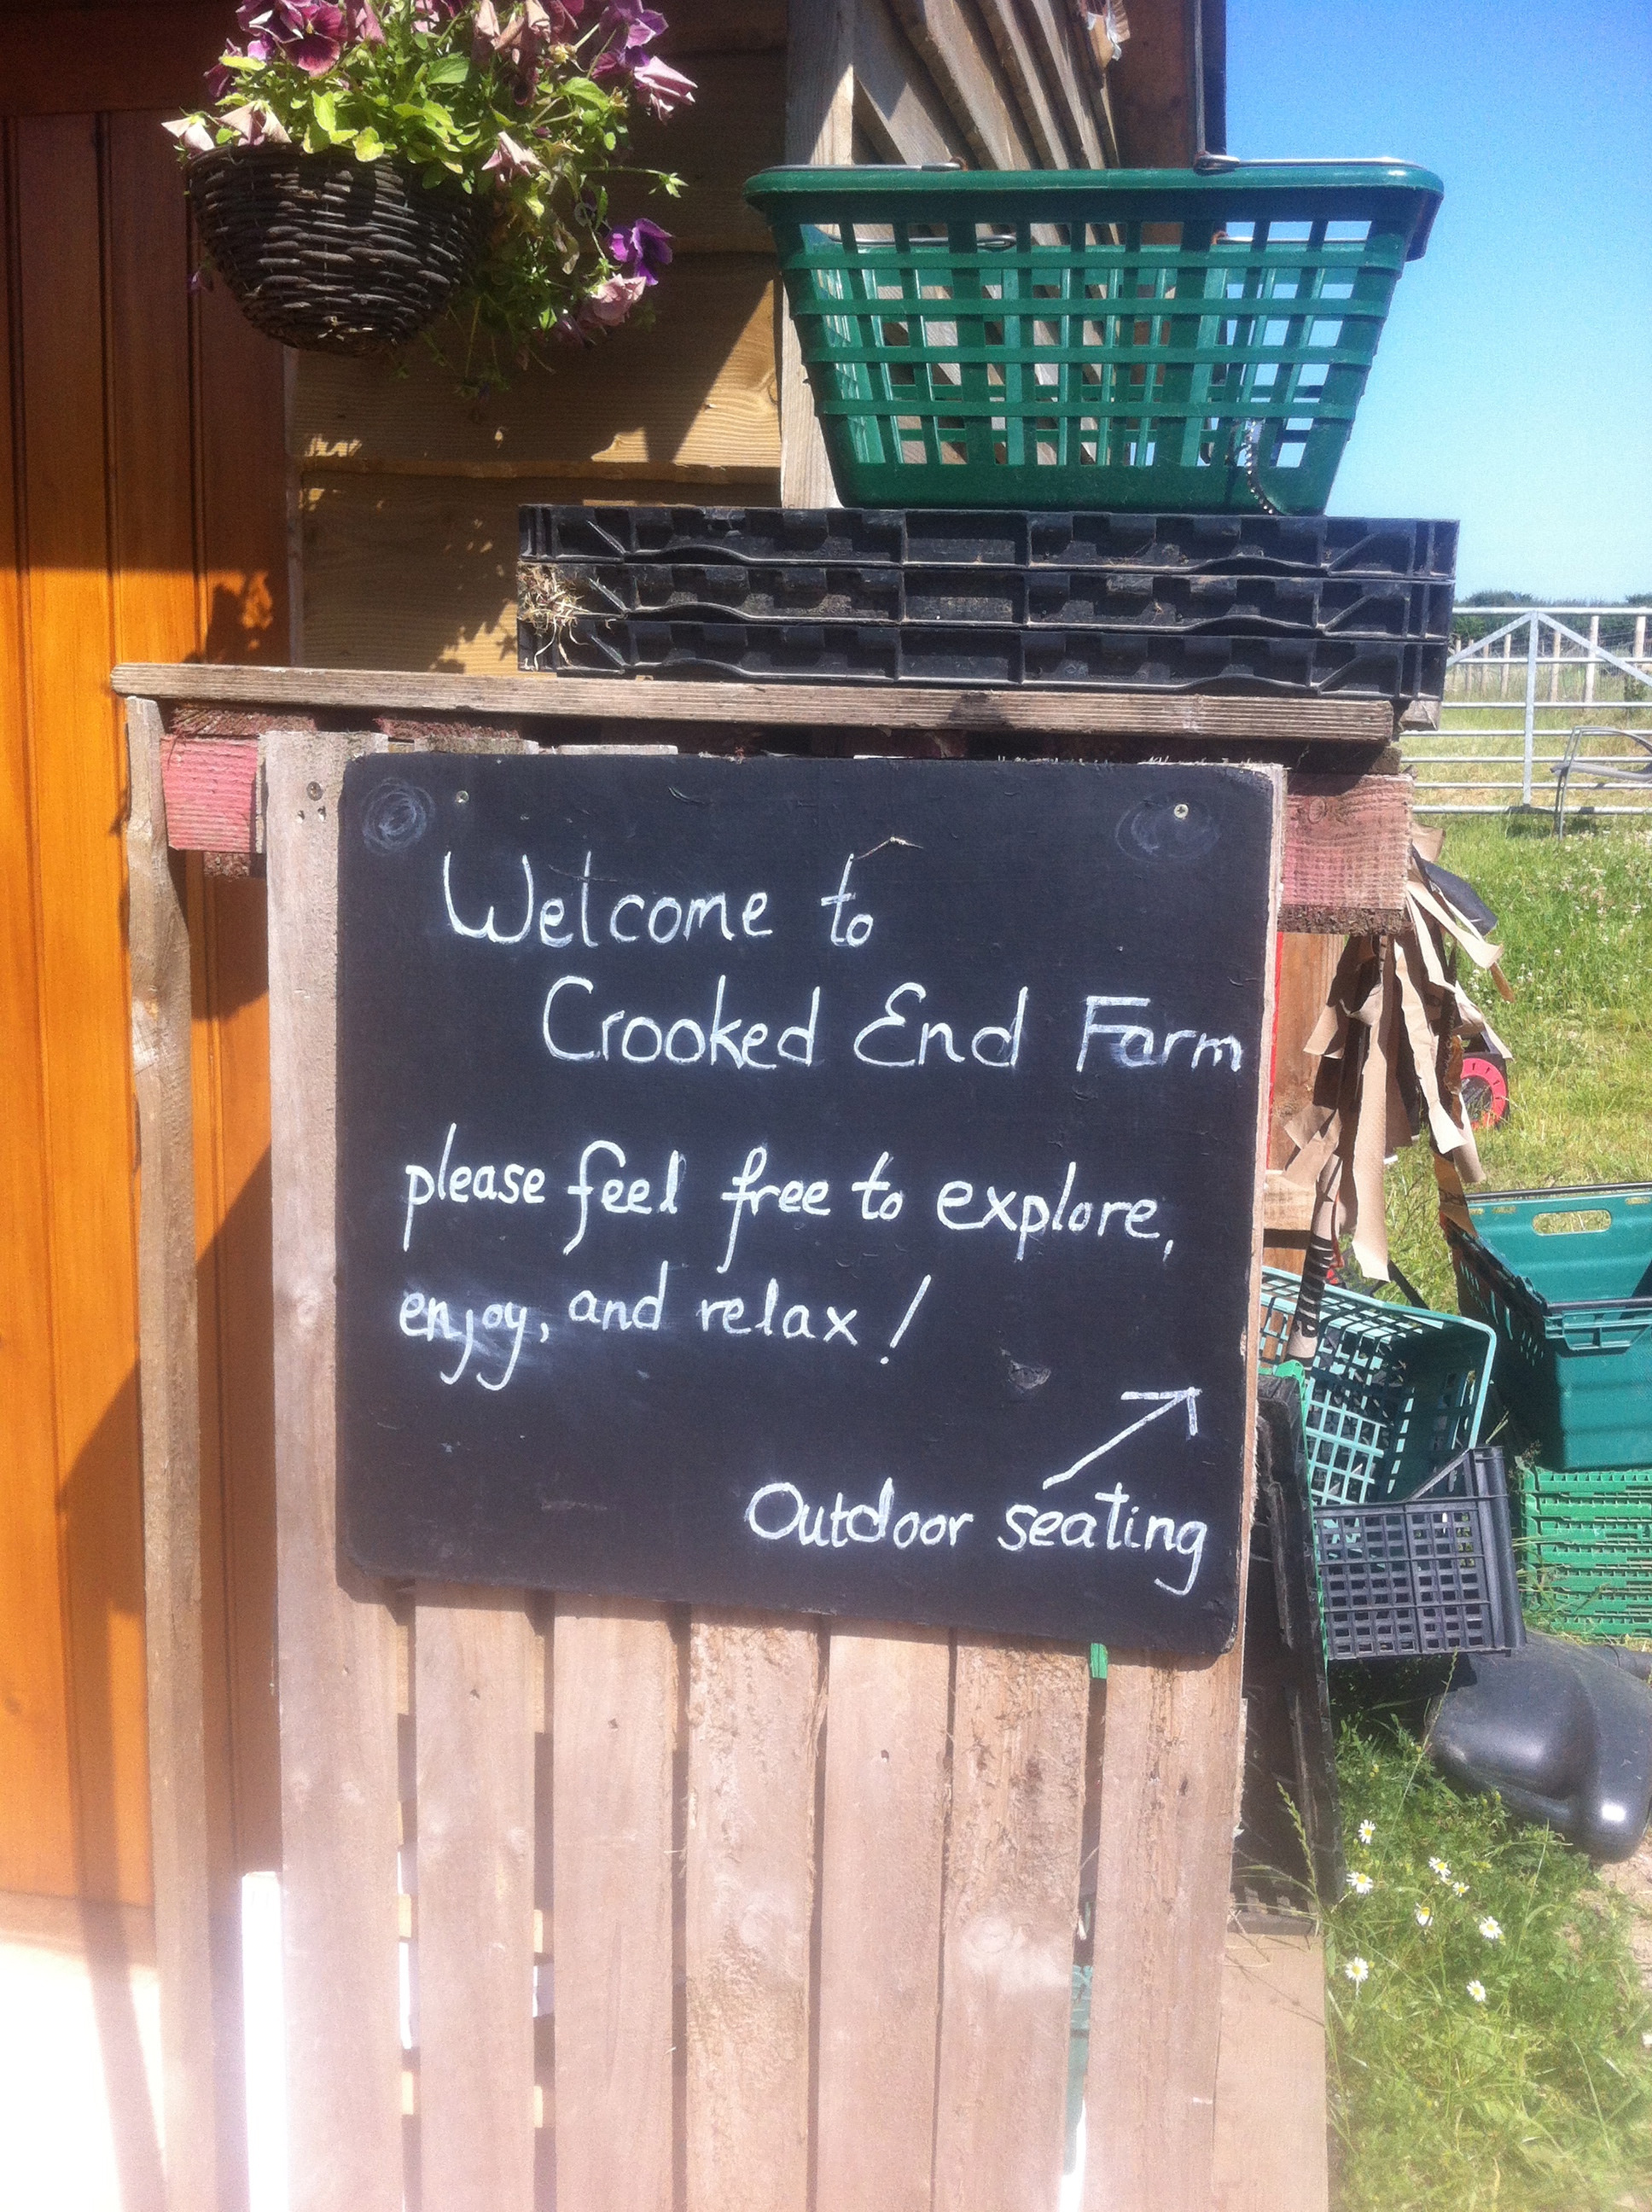 Welcome to
Crooked End Farm
please feel free to explore,
enjoy, and relax!
Outdoor seating